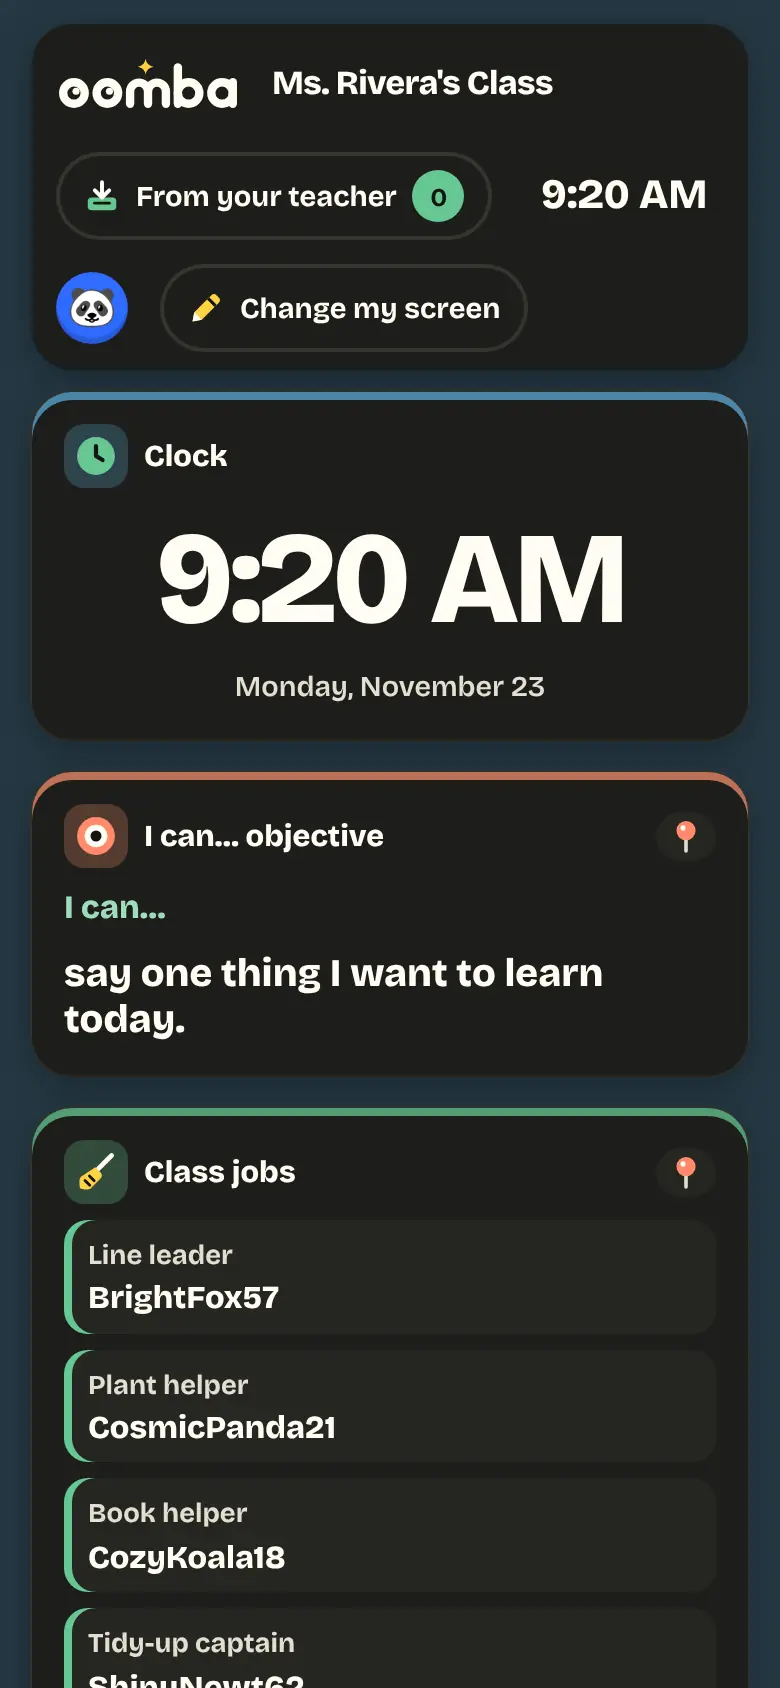 oomba
Ms. Rivera's Class
From your teacher 0
9:20 AM
Change my screen
Clock
9:20 AM
Monday, November 23
I can... objective
I can...
say one thing I want to learn
today.
Class jobs
Line leader
BrightFox57
Plant helper
CosmicPanda21
Book helper
CozyKoala18
Tidy-up captain
ShinyNewt62